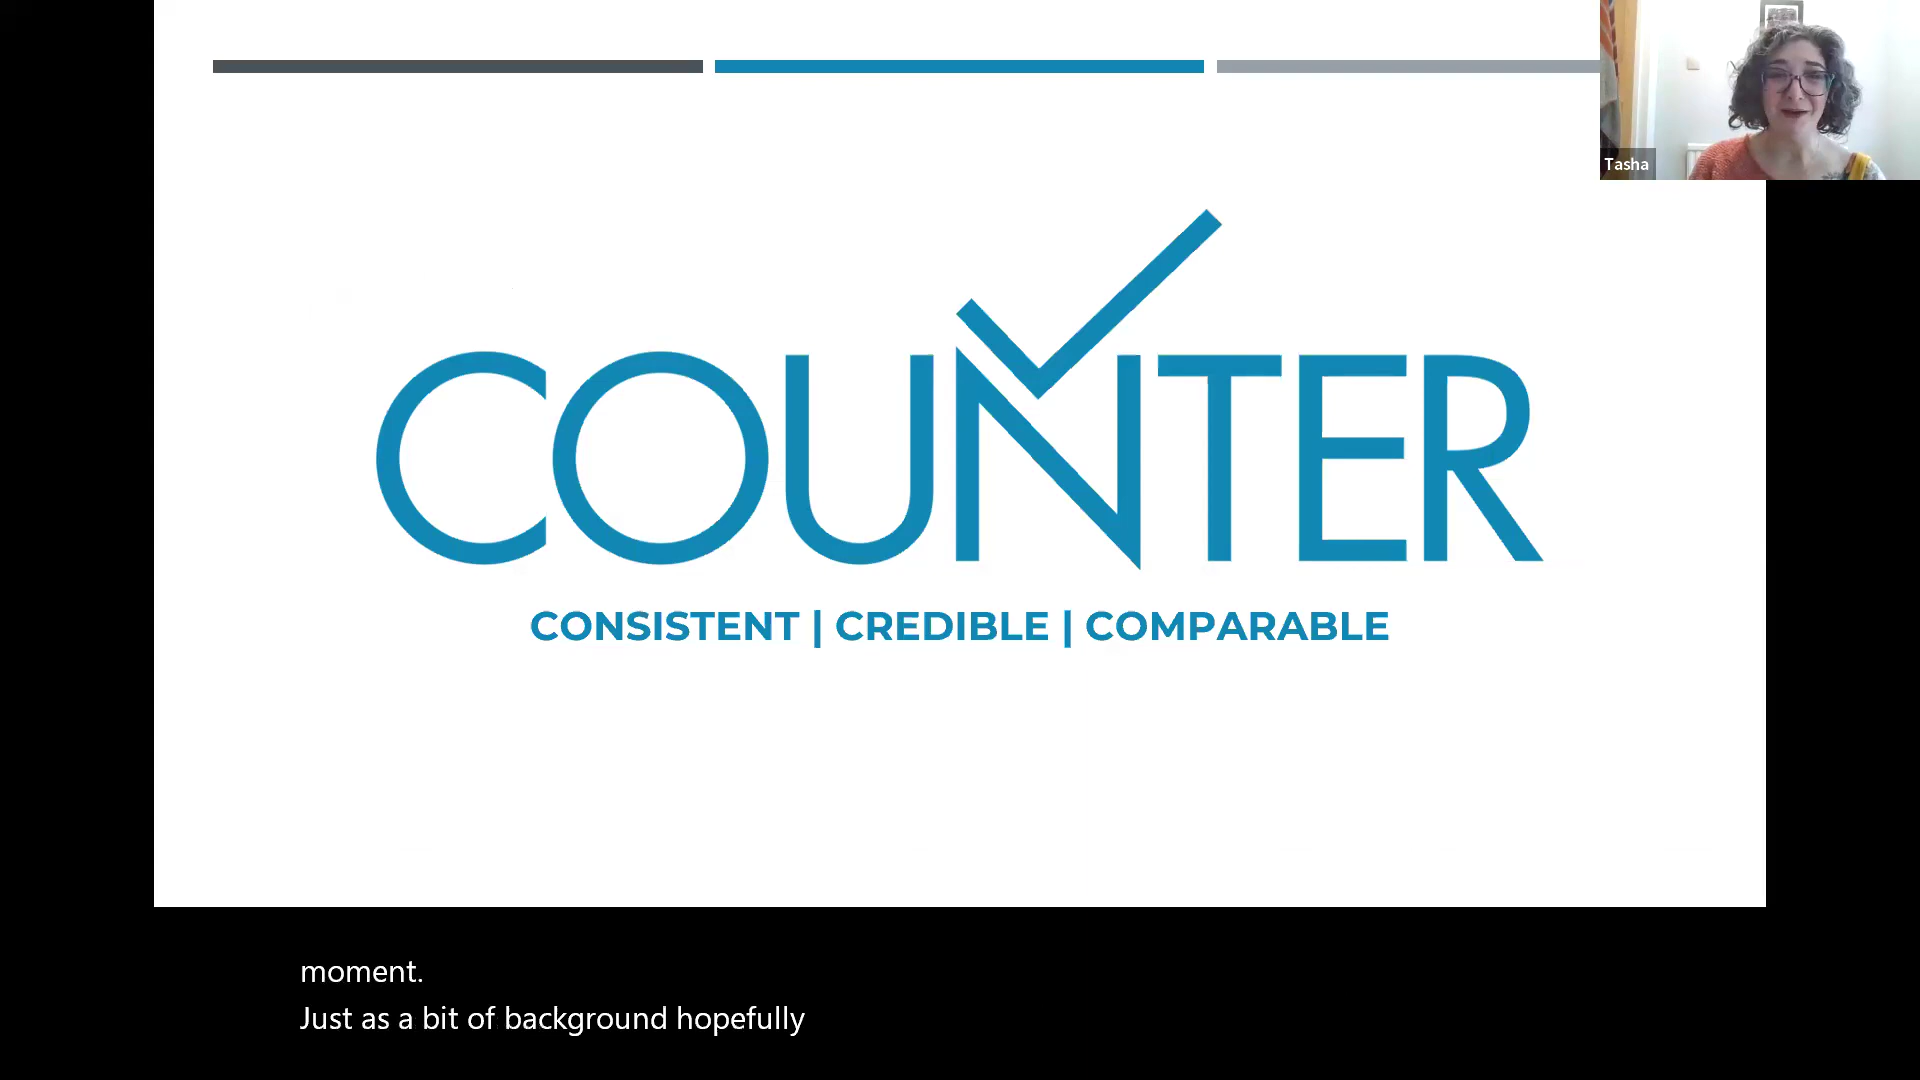 Tasha
COUNTER
CONSISTENT | CREDIBLE | COMPARABLE
moment.
Just as a bit of background hopefully